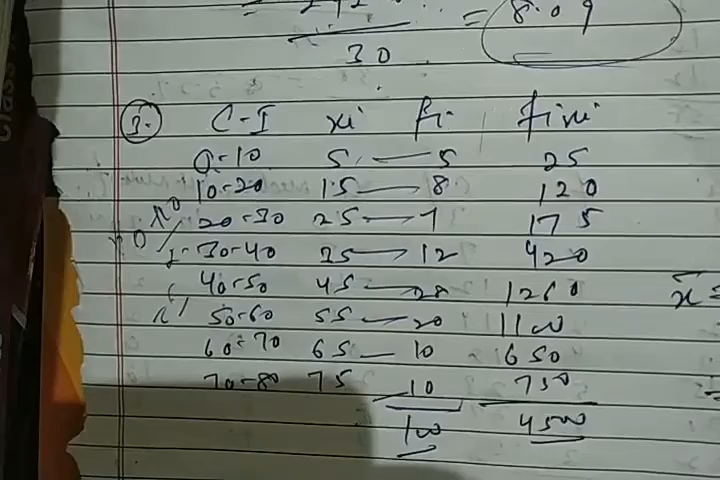 30
= 8.09
3. C-I xi fi fixi
0-10 5 5 25
10-20 15 8 120
20-30 25 7 175
30-40 35 12 420
40-50 45 28 1260
50-60 55 20 1100
60-70 65 10 650
70-80 75 10 750
100 4500
x̄ =